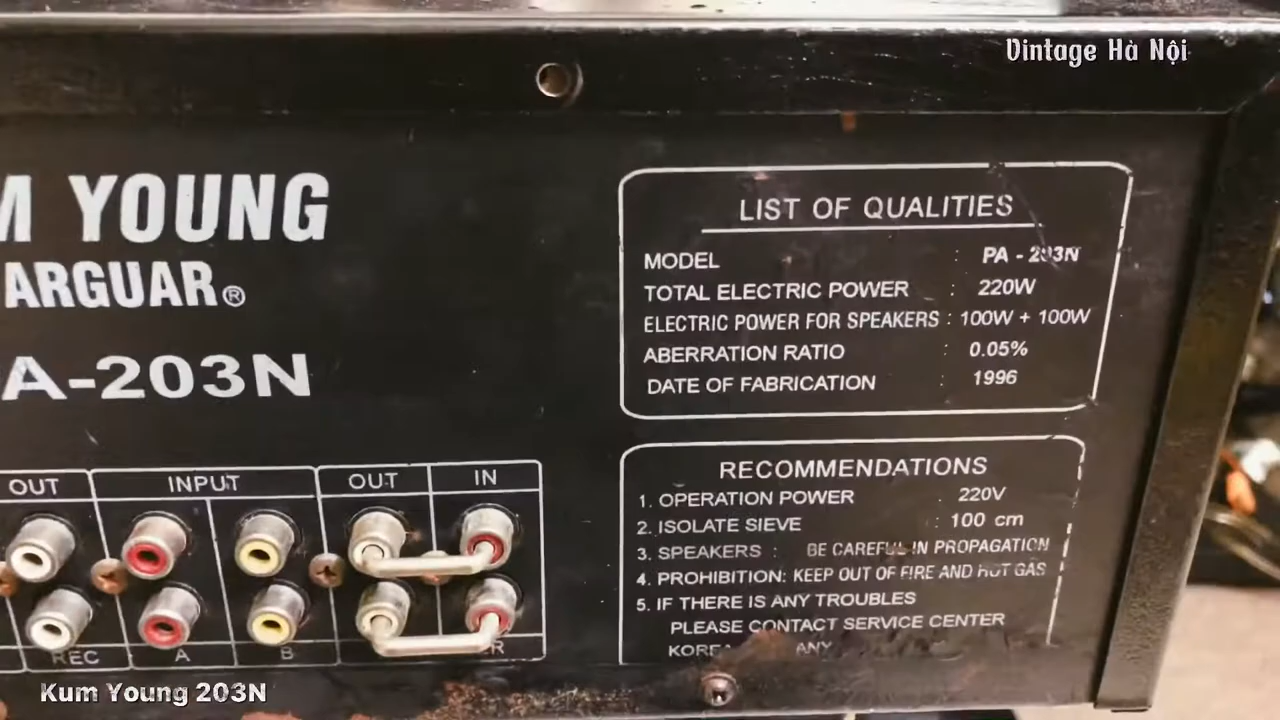 Vintage Hà Nội
M YOUNG
ARGUAR®
A-203N
LIST OF QUALITIES
MODEL : PA - 203N
TOTAL ELECTRIC POWER : 220W
ELECTRIC POWER FOR SPEAKERS : 100W + 100W
ABERRATION RATIO : 0.05%
DATE OF FABRICATION : 1996
RECOMMENDATIONS
1. OPERATION POWER . 220V
2. ISOLATE SIEVE : 100 cm
3. SPEAKERS : BE CAREFUL IN PROPAGATION
4. PROHIBITION: KEEP OUT OF FIRE AND HOT GAS
5. IF THERE IS ANY TROUBLES
PLEASE CONTACT SERVICE CENTER
KOREA ANY
OUT INPUT OUT IN
REC A B
Kum Young 203N